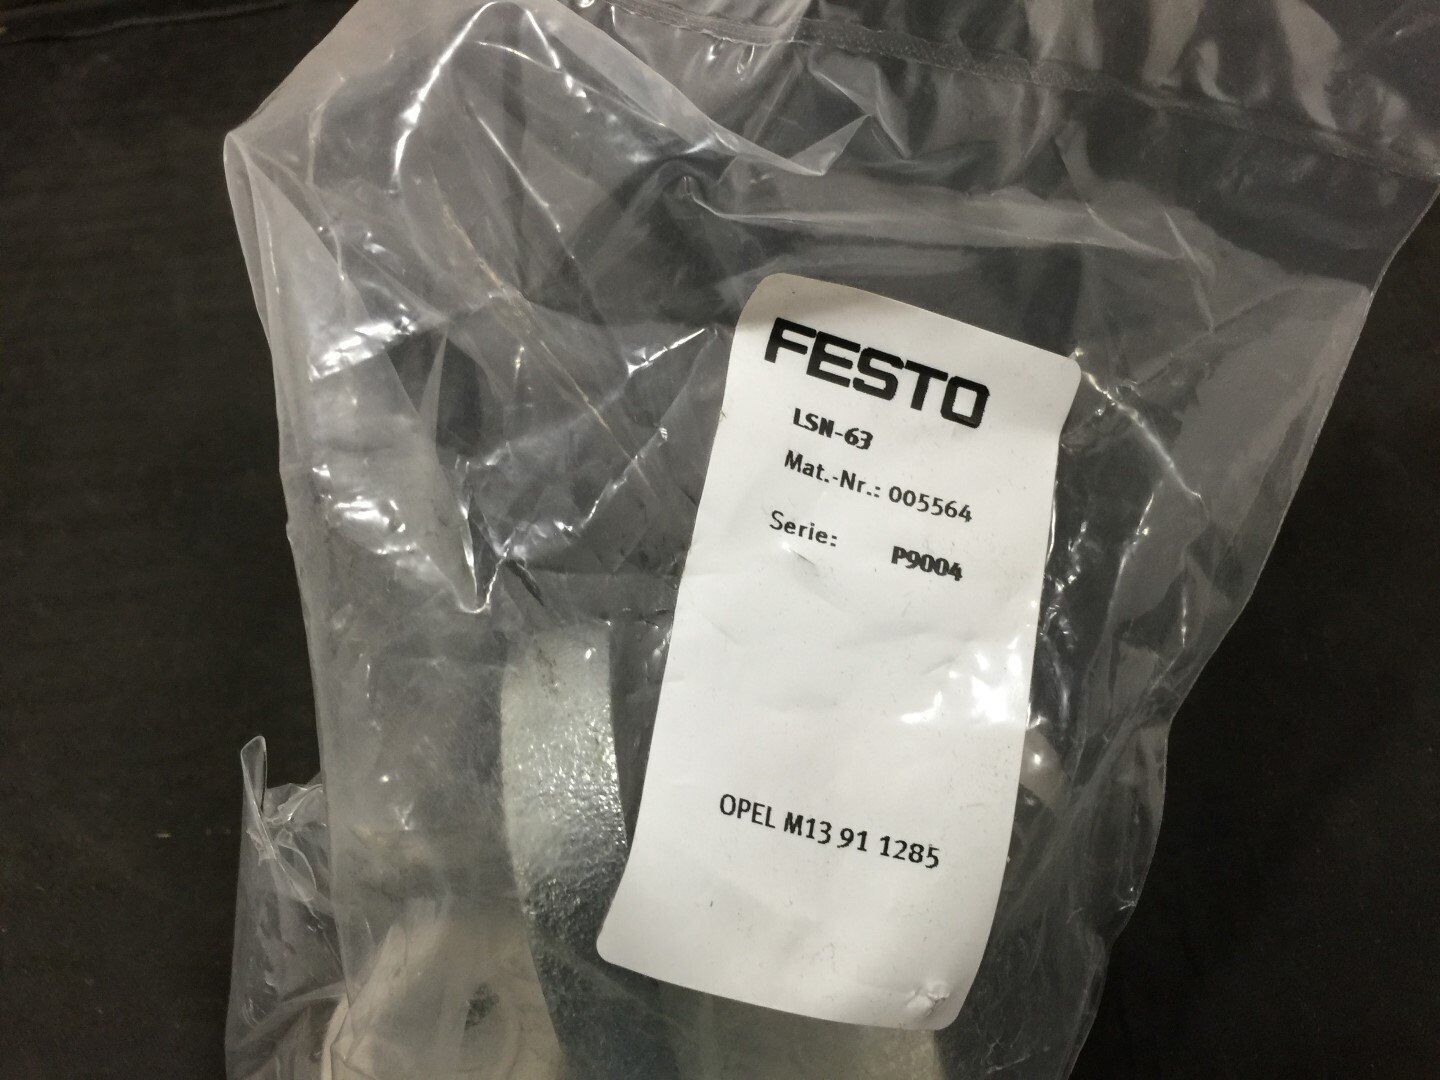 FESTO
LSN-63
Mat.-Nr.: 005564
Serie: P9004
OPEL M13 91 1285